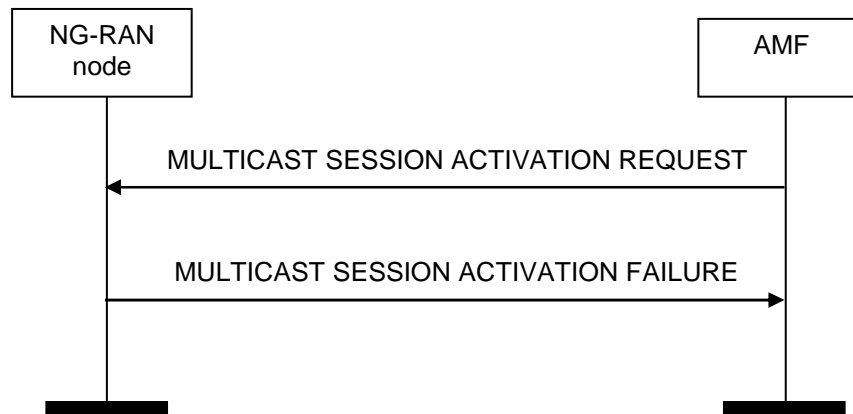 NG-RAN
node
AMF
MULTICAST SESSION ACTIVATION REQUEST
MULTICAST SESSION ACTIVATION FAILURE